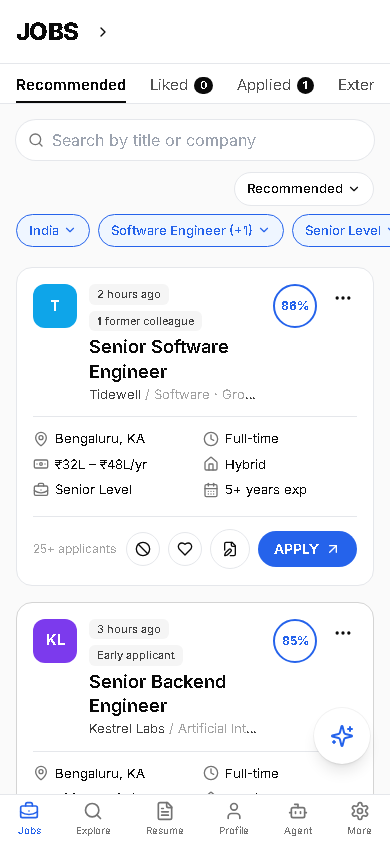 JOBS
Recommended Liked 0 Applied 1 Exter
Search by title or company
Recommended
India Software Engineer (+1) Senior Level
T
2 hours ago
1 former colleague
86%
Senior Software
Engineer
Tidewell / Software · Gro...
Bengaluru, KA Full-time
₹32L – ₹48L/yr Hybrid
Senior Level 5+ years exp
25+ applicants APPLY
KL
3 hours ago
Early applicant
85%
Senior Backend
Engineer
Kestrel Labs / Artificial Int...
Bengaluru, KA Full-time
Jobs Explore Resume Profile Agent More